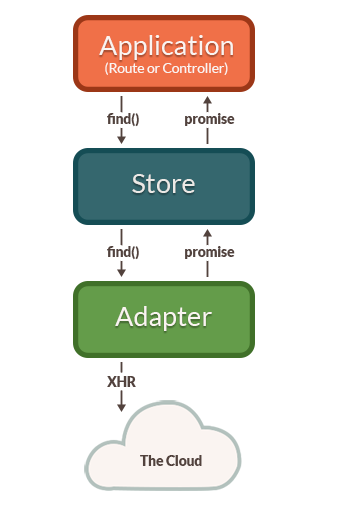 Application
(Route or Controller)
find()
promise
Store
find()
promise
Adapter
XHR
The Cloud